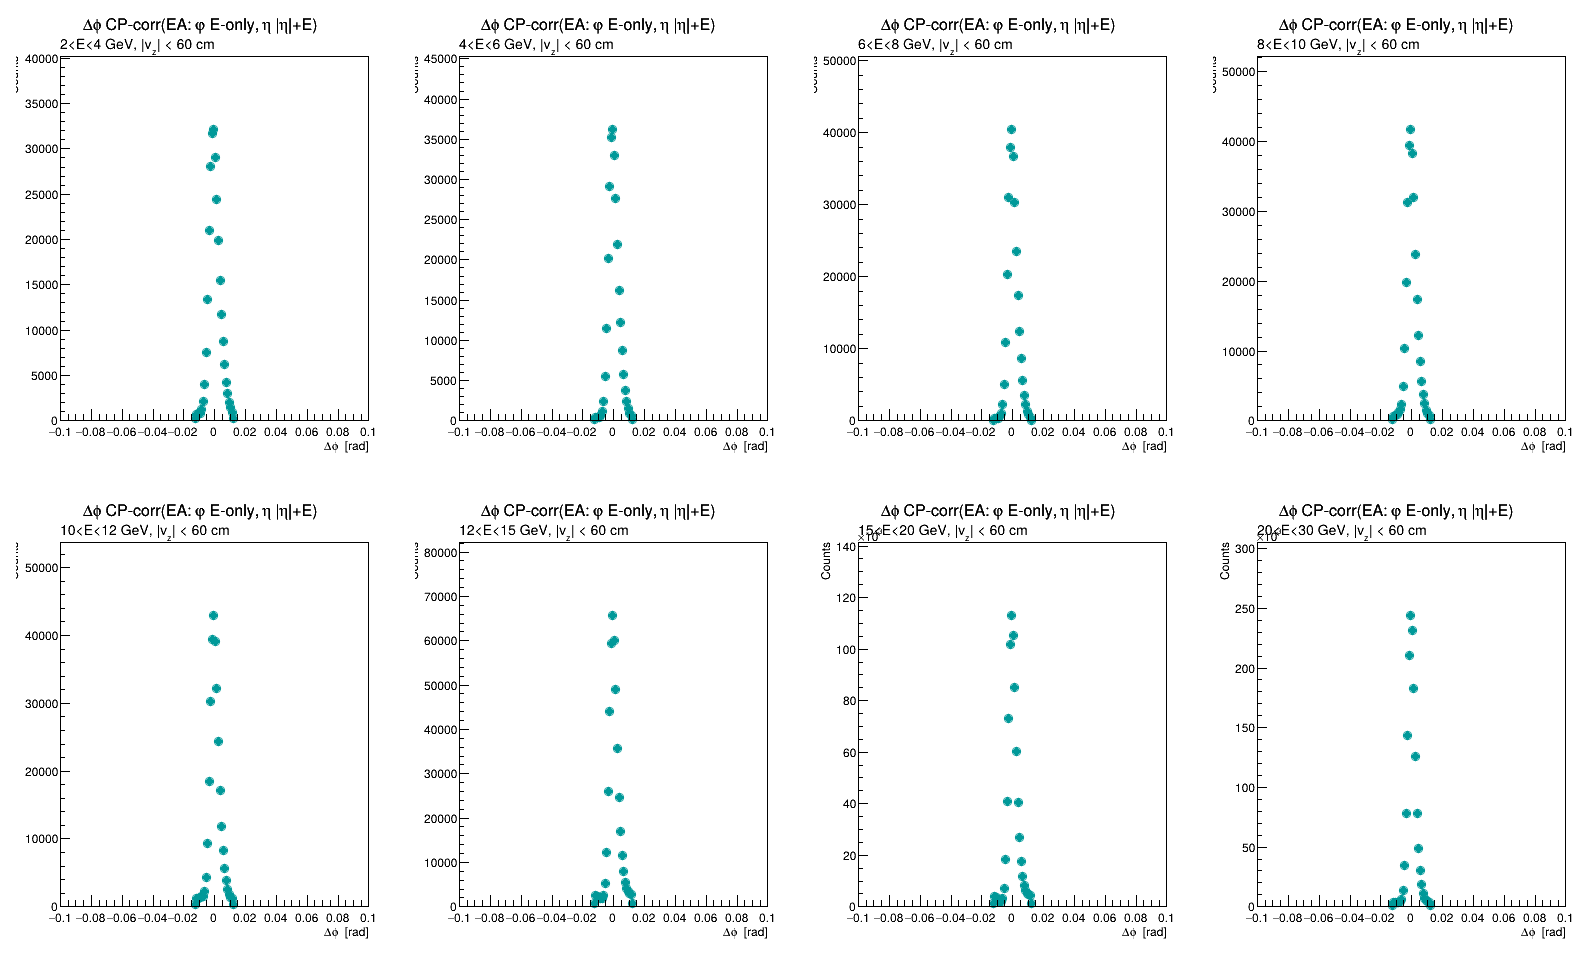 Δϕ CP-corr(EA: φ E-only, η |η|+E)
2<E<4 GeV, |v_z| < 60 cm
Counts
40000
35000
30000
25000
20000
15000
10000
5000
0
−0.1 −0.08 −0.06 −0.04 −0.02 0 0.02 0.04 0.06 0.08 0.1
Δϕ [rad]
Δϕ CP-corr(EA: φ E-only, η |η|+E)
4<E<6 GeV, |v_z| < 60 cm
Counts
45000
40000
35000
30000
25000
20000
15000
10000
5000
0
−0.1 −0.08 −0.06 −0.04 −0.02 0 0.02 0.04 0.06 0.08 0.1
Δϕ [rad]
Δϕ CP-corr(EA: φ E-only, η |η|+E)
6<E<8 GeV, |v_z| < 60 cm
Counts
50000
40000
30000
20000
10000
0
−0.1 −0.08 −0.06 −0.04 −0.02 0 0.02 0.04 0.06 0.08 0.1
Δϕ [rad]
Δϕ CP-corr(EA: φ E-only, η |η|+E)
8<E<10 GeV, |v_z| < 60 cm
Counts
50000
40000
30000
20000
10000
0
−0.1 −0.08 −0.06 −0.04 −0.02 0 0.02 0.04 0.06 0.08 0.1
Δϕ [rad]
Δϕ CP-corr(EA: φ E-only, η |η|+E)
10<E<12 GeV, |v_z| < 60 cm
Counts
50000
40000
30000
20000
10000
0
−0.1 −0.08 −0.06 −0.04 −0.02 0 0.02 0.04 0.06 0.08 0.1
Δϕ [rad]
Δϕ CP-corr(EA: φ E-only, η |η|+E)
12<E<15 GeV, |v_z| < 60 cm
Counts
80000
70000
60000
50000
40000
30000
20000
10000
0
−0.1 −0.08 −0.06 −0.04 −0.02 0 0.02 0.04 0.06 0.08 0.1
Δϕ [rad]
Δϕ CP-corr(EA: φ E-only, η |η|+E)
15<E<20 GeV, |v_z| < 60 cm
Counts
140
120
100
80
60
40
20
0
−0.1 −0.08 −0.06 −0.04 −0.02 0 0.02 0.04 0.06 0.08 0.1
Δϕ [rad]
Δϕ CP-corr(EA: φ E-only, η |η|+E)
20<E<30 GeV, |v_z| < 60 cm
Counts
300
250
200
150
100
50
0
−0.1 −0.08 −0.06 −0.04 −0.02 0 0.02 0.04 0.06 0.08 0.1
Δϕ [rad]